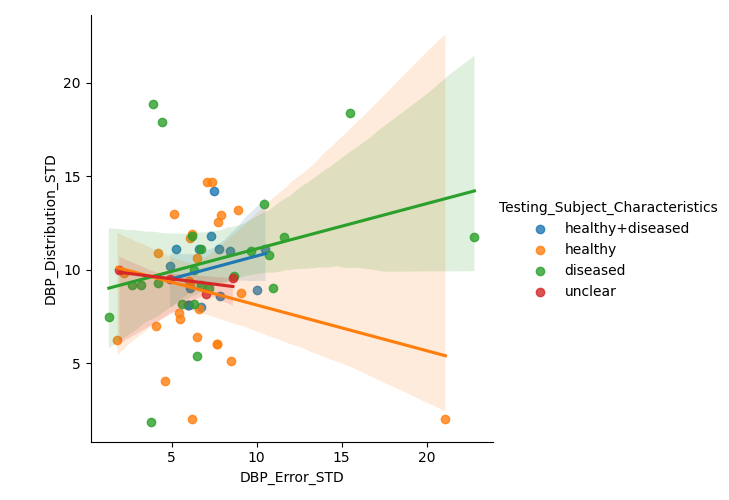 20
15
10
5
DBP_Distribution_STD
5
10
15
20
DBP_Error_STD
Testing_Subject_Characteristics
healthy+diseased
healthy
diseased
unclear